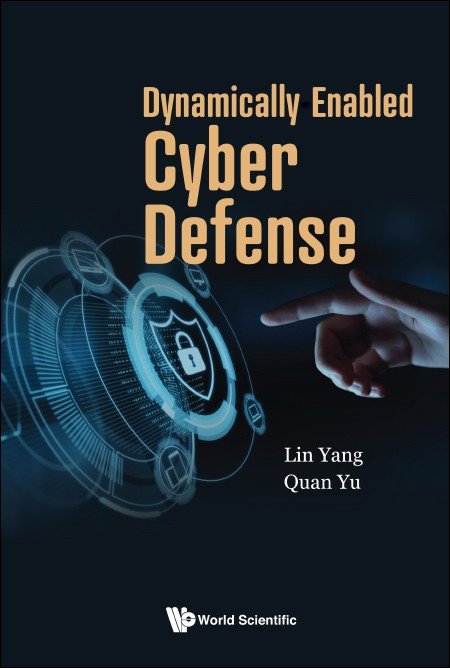 Dynamically-Enabled
Cyber
Defense
Lin Yang
Quan Yu
World Scientific